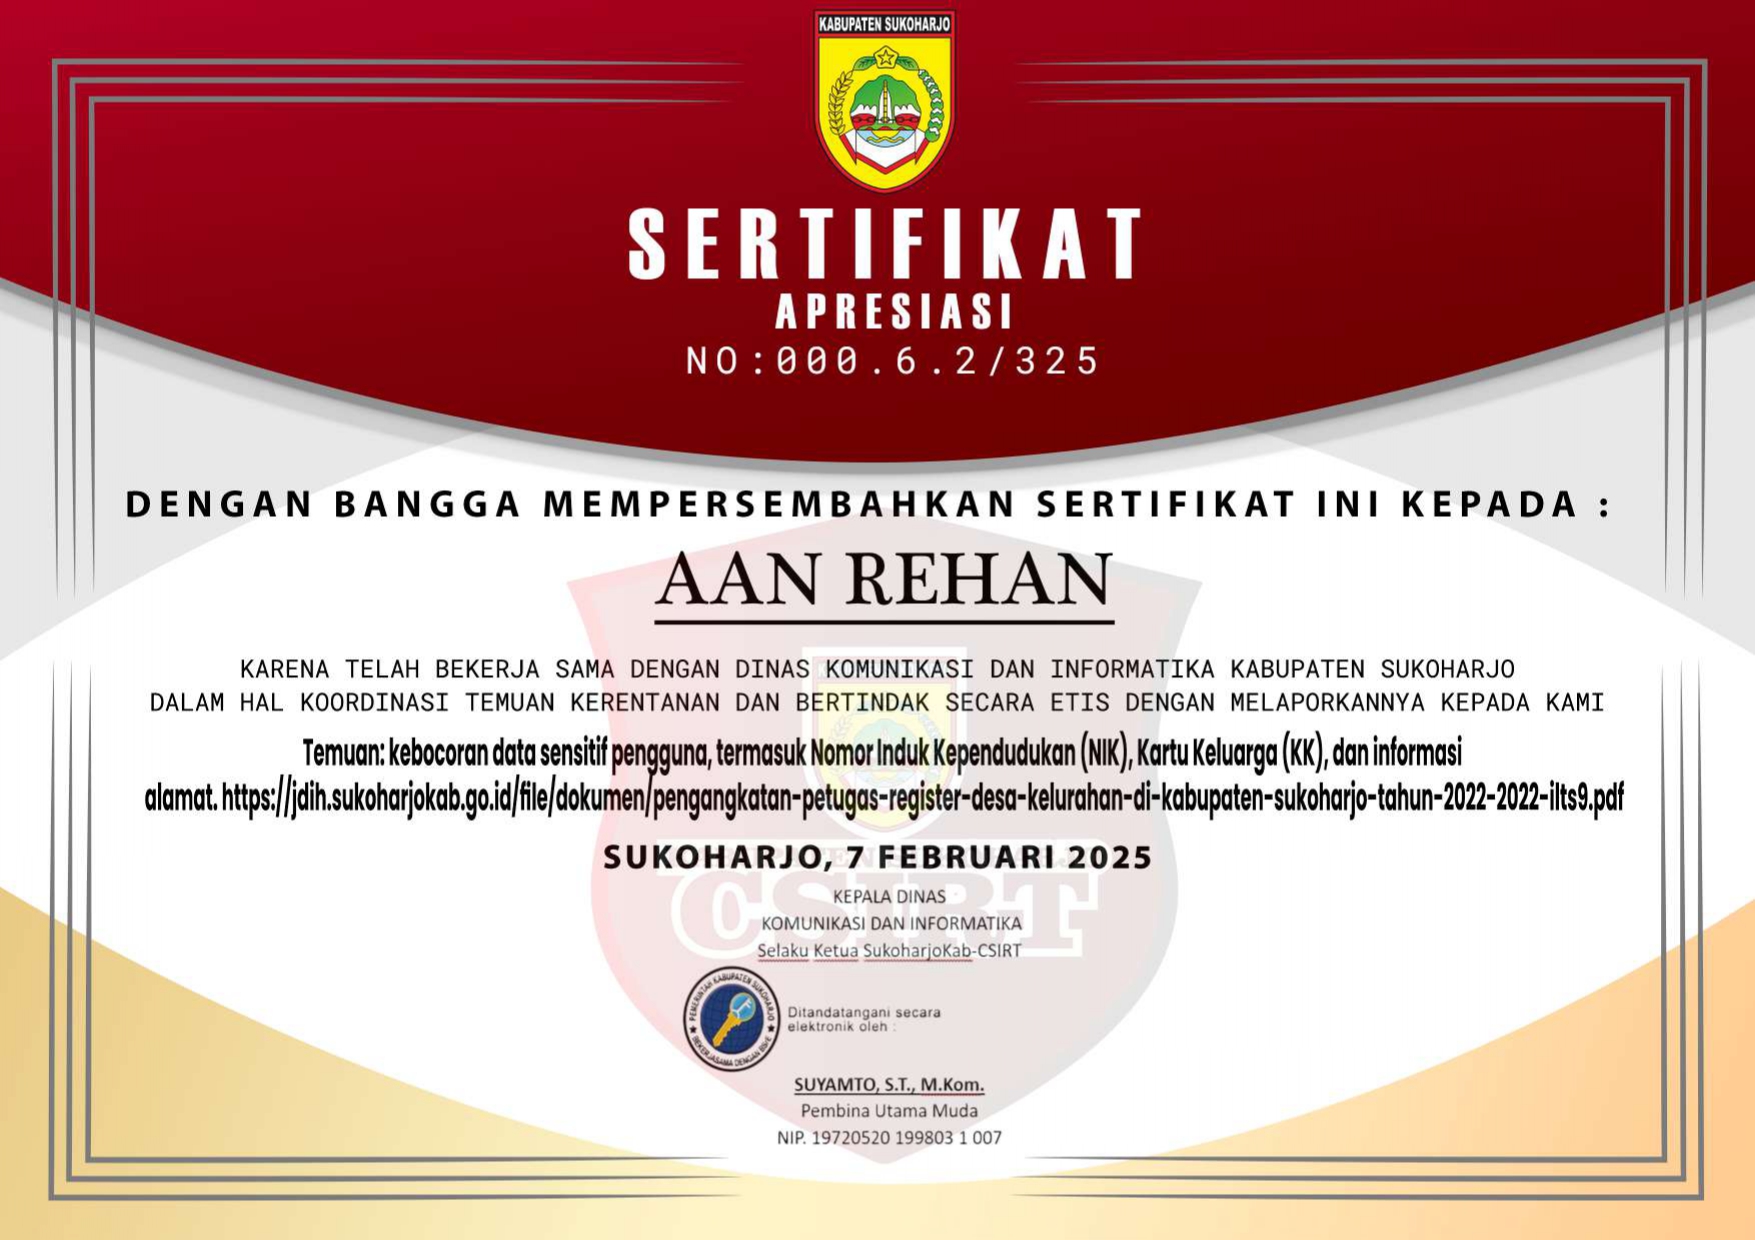 KABUPATEN SUKOHARJO
SERTIFIKAT
APRESIASI
NO:000.6.2/325
DENGAN BANGGA MEMPERSEMBAHKAN SERTIFIKAT INI KEPADA :
AAN REHAN
KARENA TELAH BEKERJA SAMA DENGAN DINAS KOMUNIKASI DAN INFORMATIKA KABUPATEN SUKOHARJO
DALAM HAL KOORDINASI TEMUAN KERENTANAN DAN BERTINDAK SECARA ETIS DENGAN MELAPORKANNYA KEPADA KAMI
Temuan: kebocoran data sensitif pengguna, termasuk Nomor Induk Kependudukan (NIK), Kartu Keluarga (KK), dan informasi
alamat. https://jdih.sukoharjokab.go.id/file/dokumen/pengangkatan-petugas-register-desa-kelurahan-di-kabupaten-sukoharjo-tahun-2022-2022-ilts9.pdf
SUKOHARJO, 7 FEBRUARI 2025
CSIRT
KEPALA DINAS
KOMUNIKASI DAN INFORMATIKA
Selaku Ketua SukoharjoKab-CSIRT
PEMERINTAH KABUPATEN SUKOHARJO
BEKERJASAMA DENGAN BSrE
Ditandatangani secara
elektronik oleh :
SUYAMTO, S.T., M.Kom.
Pembina Utama Muda
NIP. 19720520 199803 1 007